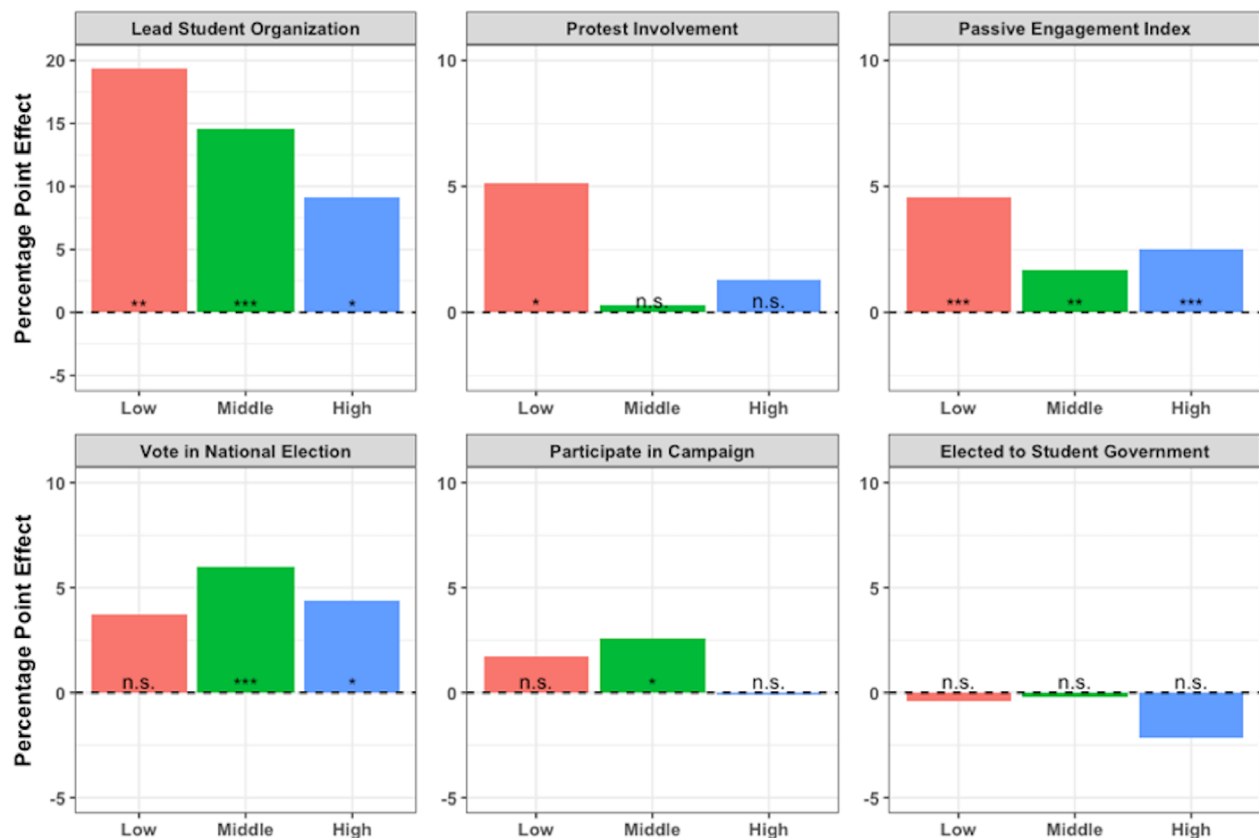 Lead Student Organization
Protest Involvement
Passive Engagement Index
Percentage Point Effect
20
15
10
5
0
-5
** *** *
Low Middle High
10
5
0
* n.s. n.s.
Low Middle High
10
5
0
*** ** ***
Low Middle High
Vote in National Election
Participate in Campaign
Elected to Student Government
Percentage Point Effect
10
5
0
-5
n.s. *** *
Low Middle High
10
5
0
-5
n.s. * n.s.
Low Middle High
10
5
0
-5
n.s. n.s. n.s.
Low Middle High